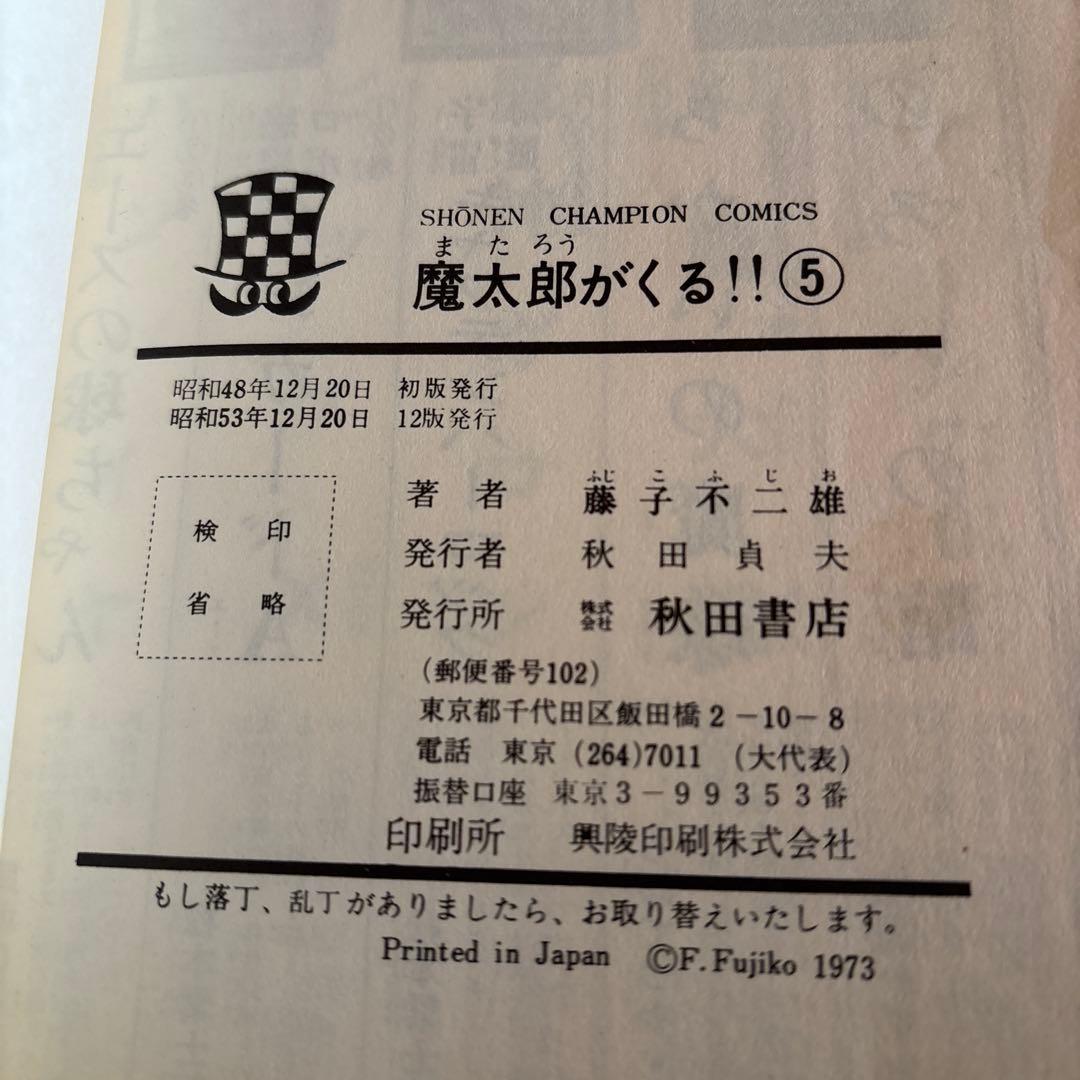 SHŌNEN CHAMPION COMICS
またろう
魔太郎がくる!!⑤
昭和48年12月20日 初版発行
昭和53年12月20日 12版発行
検印
省略
ふじこふじお
著者 藤子不二雄
発行者 秋田貞夫
発行所 株式会社 秋田書店
(郵便番号102)
東京都千代田区飯田橋2-10-8
電話 東京(264)7011 (大代表)
振替口座 東京3-99353番
印刷所 興陵印刷株式会社
もし落丁、乱丁がありましたら、お取り替えいたします。
Printed in Japan ©F.Fujiko 1973